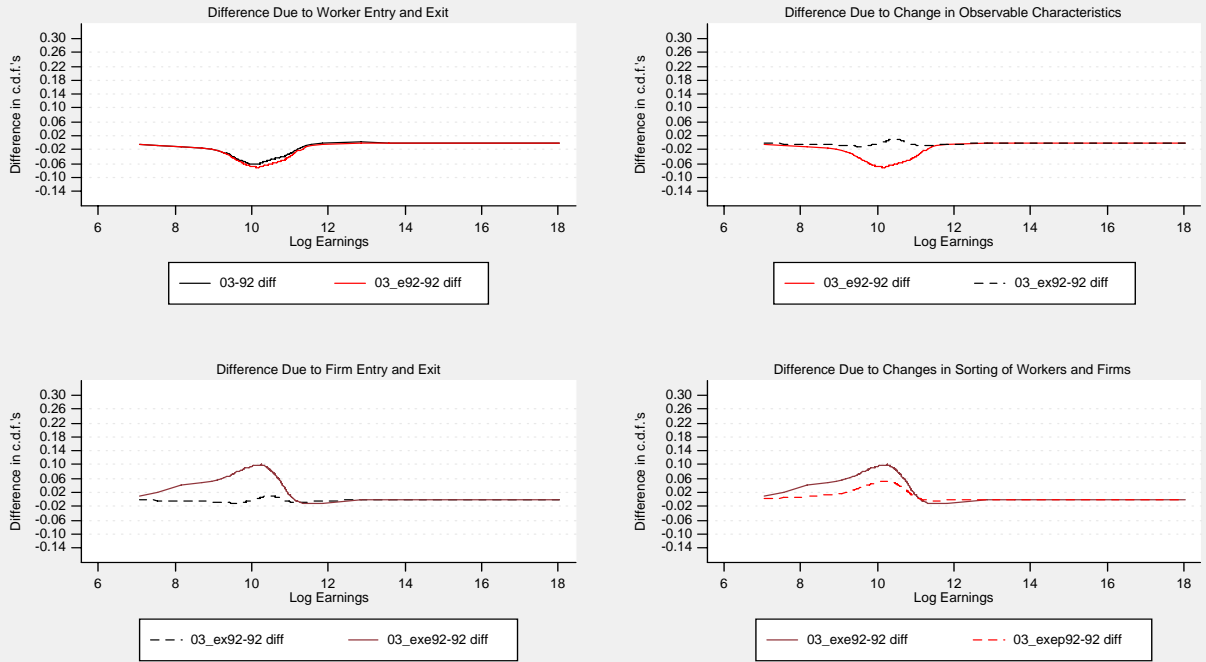 Difference Due to Worker Entry and Exit
Difference in c.d.f.'s
0.30
0.26
0.22
0.18
0.14
0.10
0.06
0.02
-0.02
-0.06
-0.10
-0.14
6 8 10 12 14 16 18
Log Earnings
03-92 diff 03_e92-92 diff
Difference Due to Change in Observable Characteristics
Difference in c.d.f.'s
0.30
0.26
0.22
0.18
0.14
0.10
0.06
0.02
-0.02
-0.06
-0.10
-0.14
6 8 10 12 14 16 18
Log Earnings
03_e92-92 diff 03_ex92-92 diff
Difference Due to Firm Entry and Exit
Difference in c.d.f.'s
0.30
0.26
0.22
0.18
0.14
0.10
0.06
0.02
-0.02
-0.06
-0.10
-0.14
6 8 10 12 14 16 18
Log Earnings
03_ex92-92 diff 03_exe92-92 diff
Difference Due to Changes in Sorting of Workers and Firms
Difference in c.d.f.'s
0.30
0.26
0.22
0.18
0.14
0.10
0.06
0.02
-0.02
-0.06
-0.10
-0.14
6 8 10 12 14 16 18
Log Earnings
03_exe92-92 diff 03_exep92-92 diff